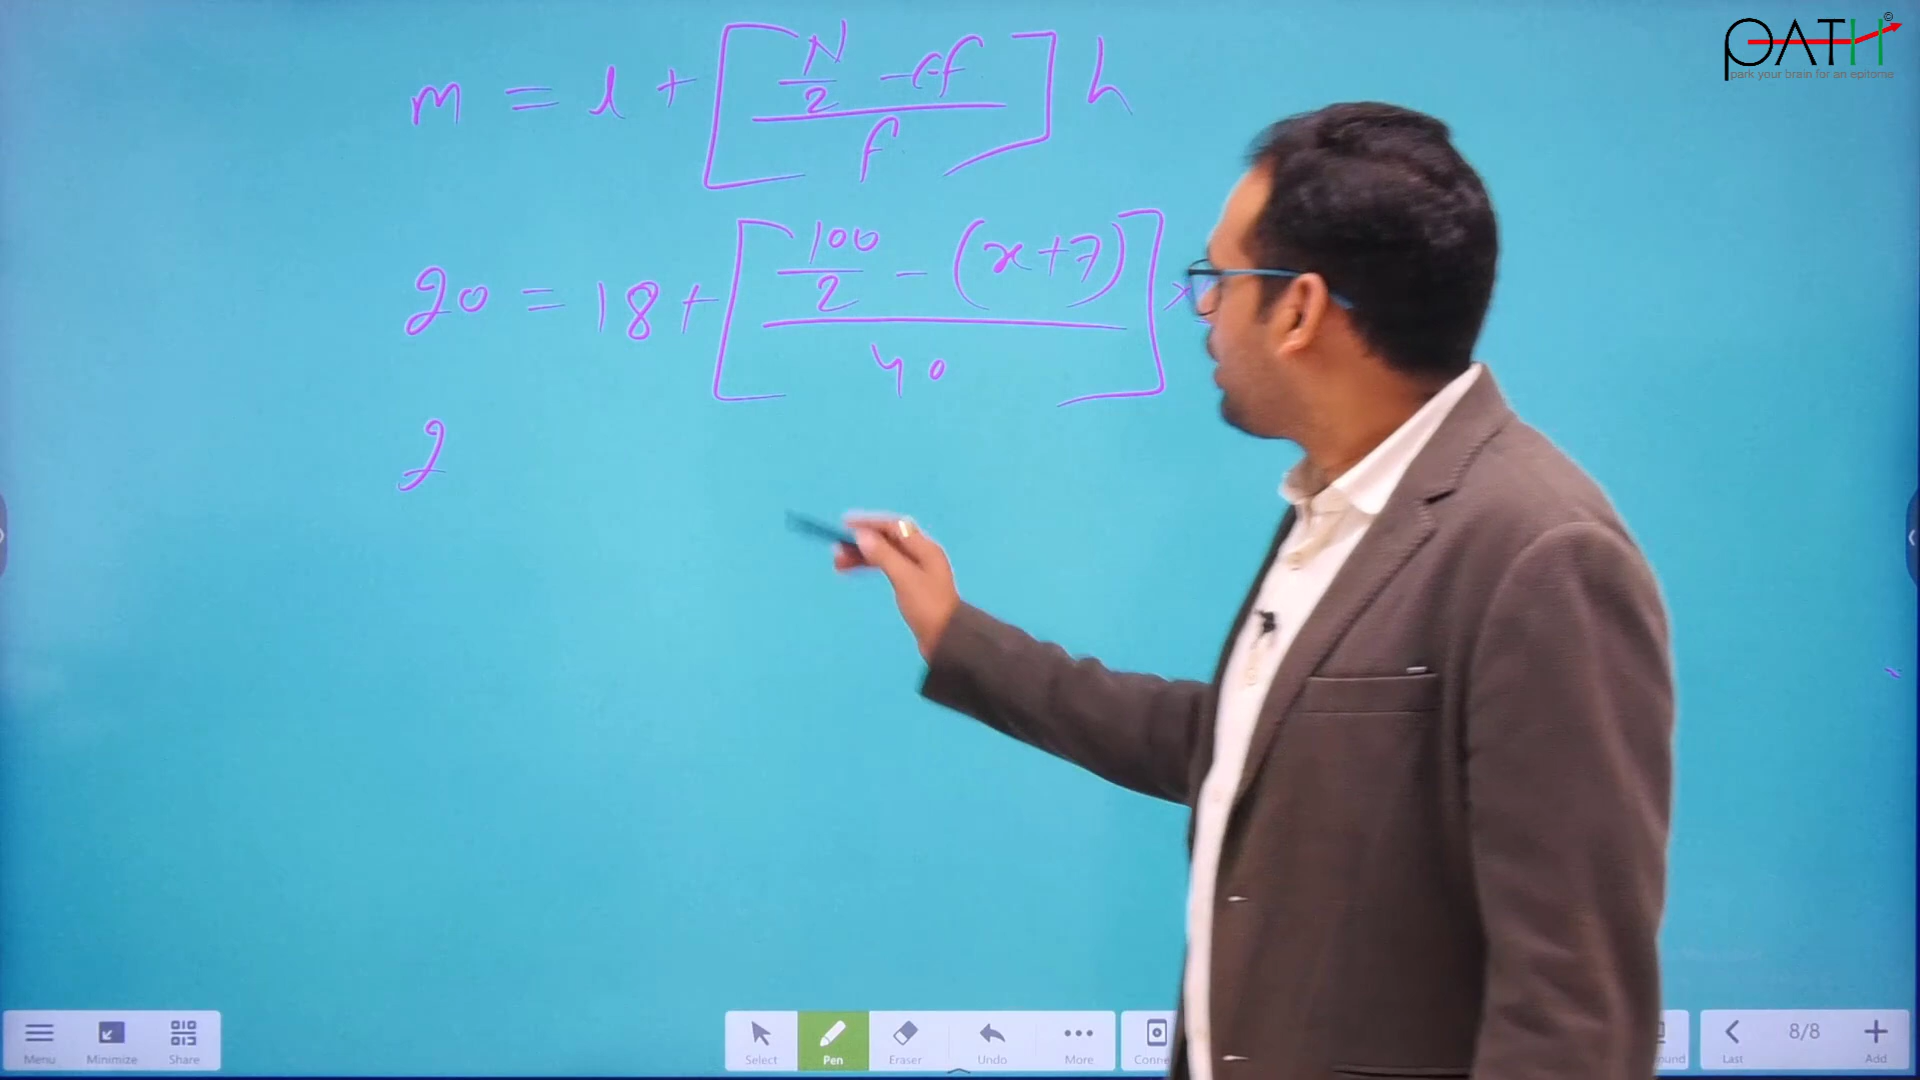 PATH©
park your brain for an epitome
m = l + [ (N/2 - cf) / f ] h
20 = 18 + [ (100/2 - (x+7)) / 40 ] ×
2
Menu Minimize Share Select Pen Eraser Undo More Conne 8/8 Last Add